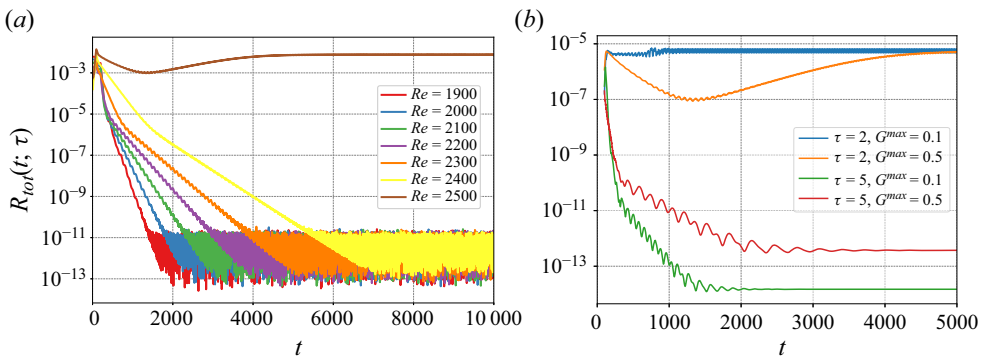 (a)
R_tot(t; τ)
10⁻³
10⁻⁵
10⁻⁷
10⁻⁹
10⁻¹¹
10⁻¹³
Re = 1900
Re = 2000
Re = 2100
Re = 2200
Re = 2300
Re = 2400
Re = 2500
0 2000 4000 6000 8000 10 000
t
(b)
10⁻⁵
10⁻⁷
10⁻⁹
10⁻¹¹
10⁻¹³
τ = 2, G^max = 0.1
τ = 2, G^max = 0.5
τ = 5, G^max = 0.1
τ = 5, G^max = 0.5
0 1000 2000 3000 4000 5000
t